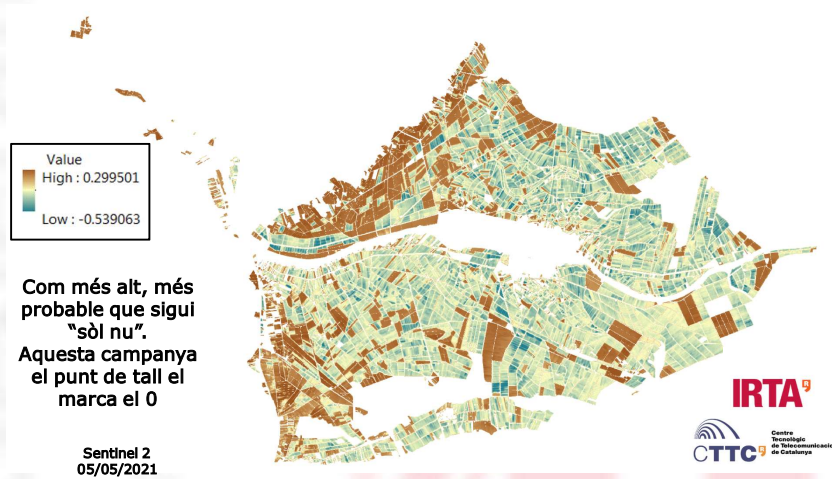 Value
High : 0.299501
Low : -0.539063
Com més alt, més
probable que sigui
“sòl nu”.
Aquesta campanya
el punt de tall el
marca el 0
Sentinel 2
05/05/2021
IRTA
CTTC
Centre
Tecnològic
de Telecomunicacions
de Catalunya